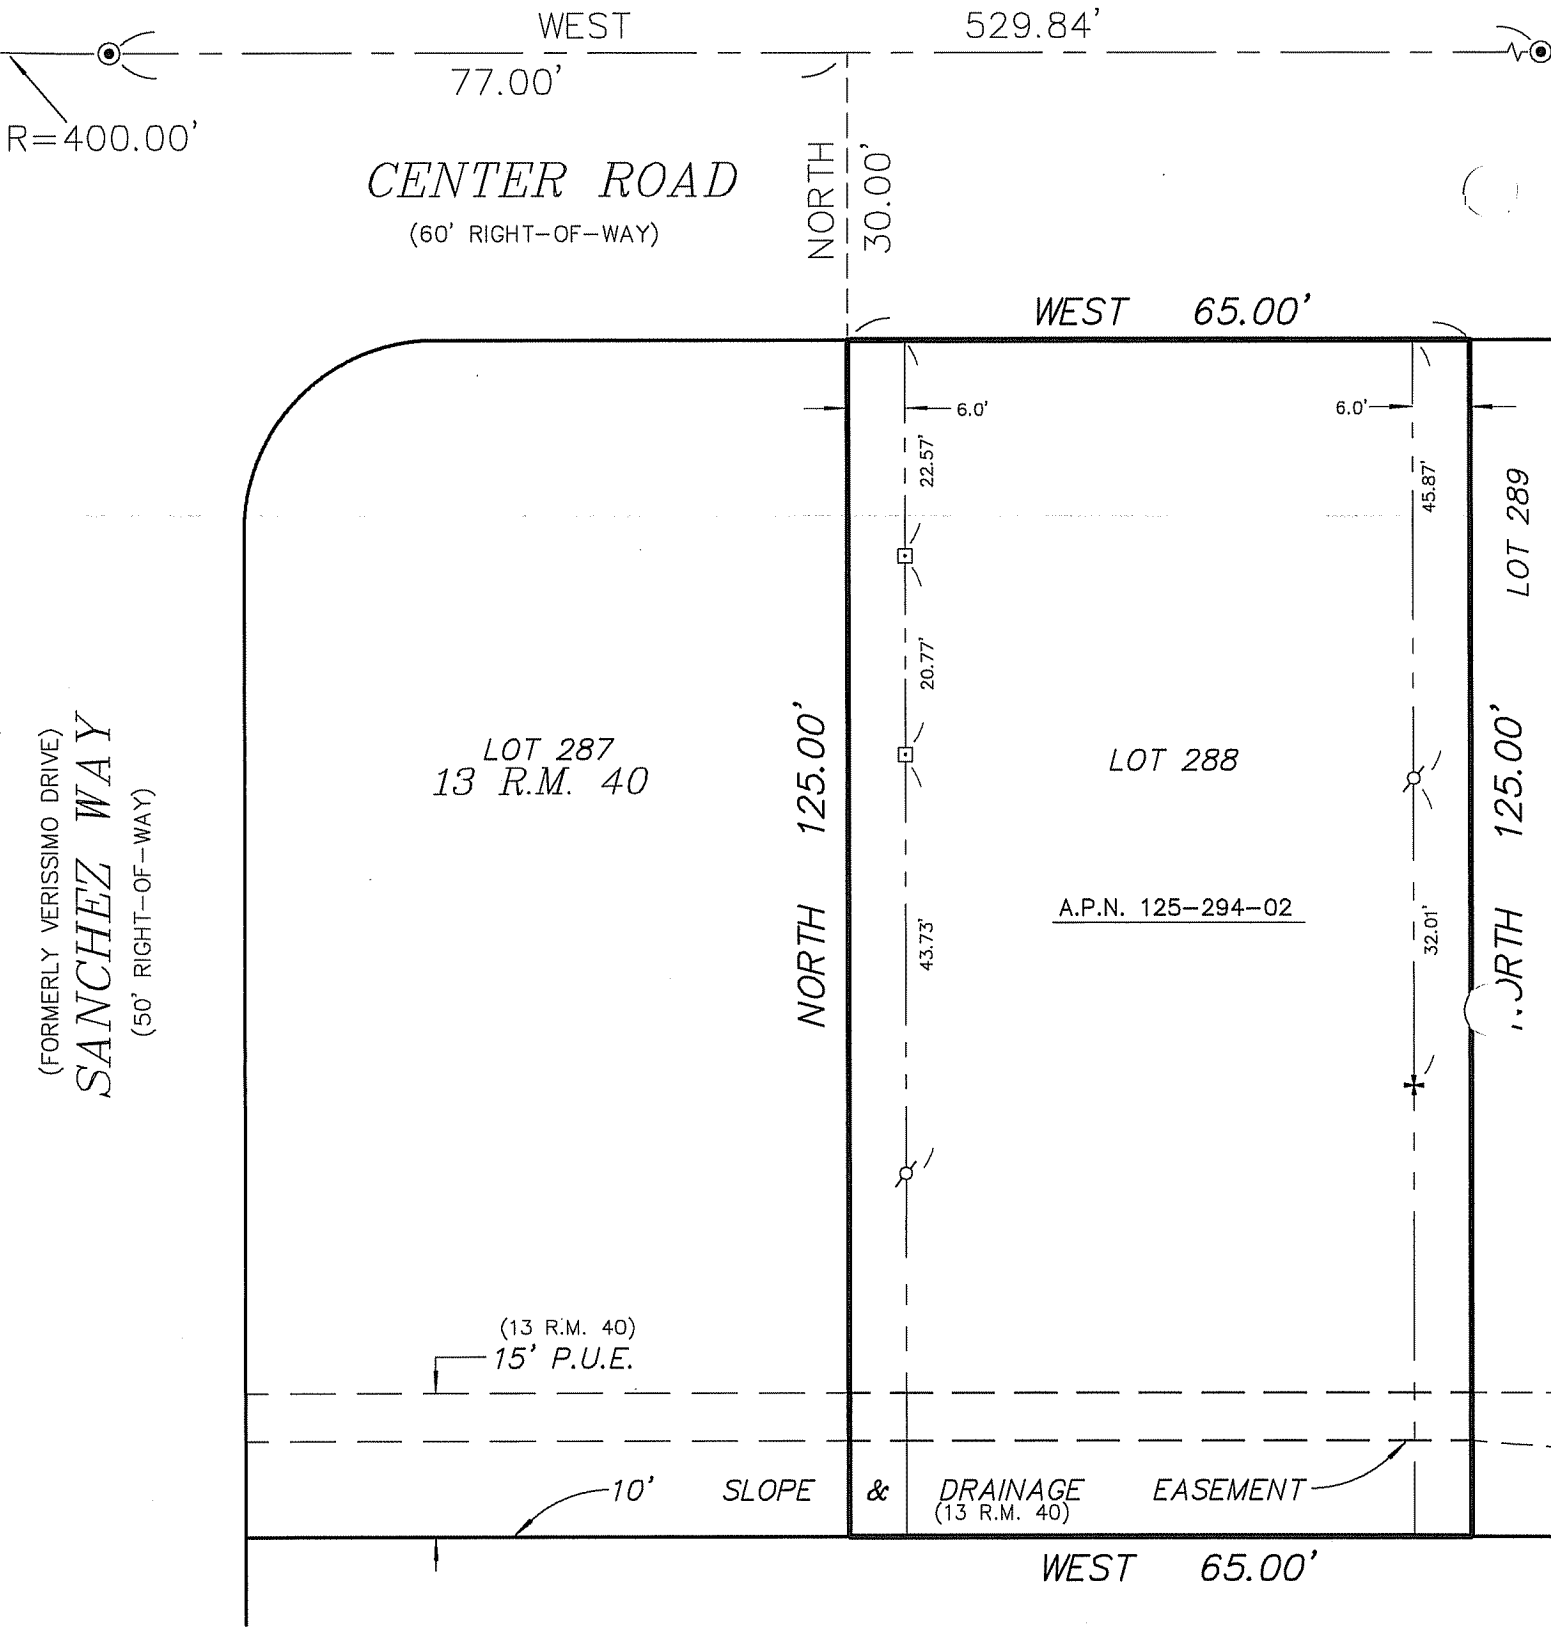 WEST 529.84'
77.00'
R=400.00'
CENTER ROAD
(60' RIGHT-OF-WAY)
NORTH
30.00'
WEST 65.00'
6.0'
6.0'
22.57'
45.87'
LOT 289
20.77'
(FORMERLY VERISSIMO DRIVE)
SANCHEZ WAY
(50' RIGHT-OF-WAY)
LOT 287
13 R.M. 40
NORTH 125.00'
LOT 288
A.P.N. 125-294-02
43.73'
32.01'
NORTH 125.00'
(13 R.M. 40)
15' P.U.E.
10' SLOPE & DRAINAGE EASEMENT
(13 R.M. 40)
WEST 65.00'